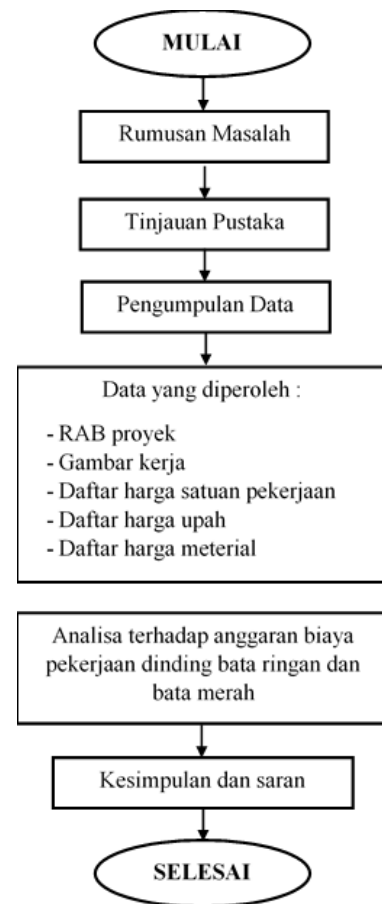 MULAI
Rumusan Masalah
Tinjauan Pustaka
Pengumpulan Data
Data yang diperoleh :
- RAB proyek
- Gambar kerja
- Daftar harga satuan pekerjaan
- Daftar harga upah
- Daftar harga meterial
Analisa terhadap anggaran biaya
pekerjaan dinding bata ringan dan
bata merah
Kesimpulan dan saran
SELESAI